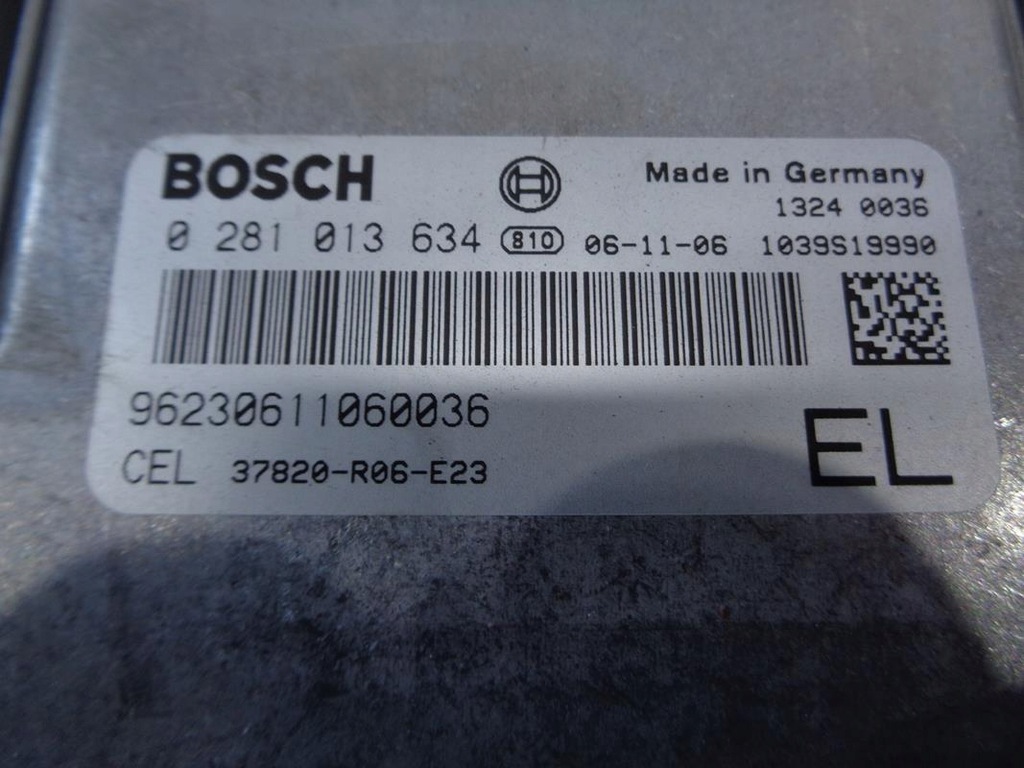 BOSCH Made in Germany
1324 0036
0 281 013 634 810 06-11-06 1039S19990
96230611060036
CEL 37820-R06-E23
EL